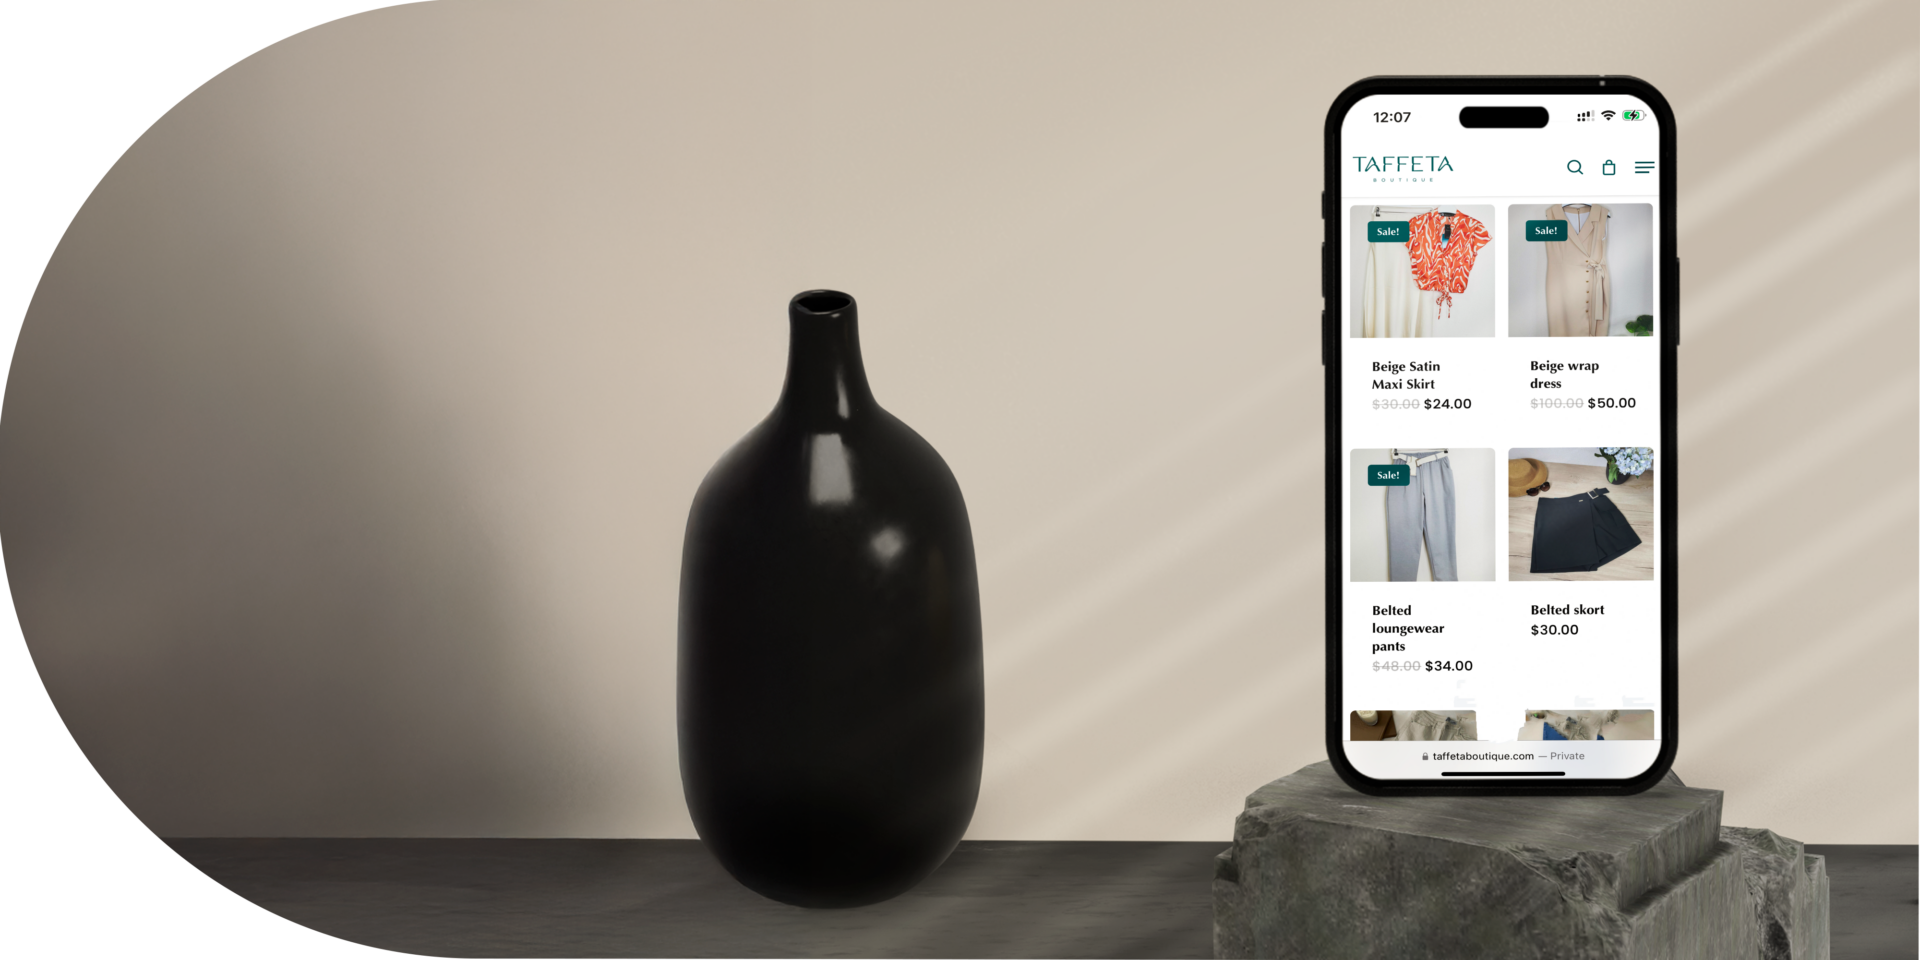 12:07
TAFFETA
BOUTIQUE
Sale!
Sale!
Beige Satin
Maxi Skirt
$30.00 $24.00
Beige wrap
dress
$100.00 $50.00
Sale!
Belted
loungewear
pants
$48.00 $34.00
Belted skort
$30.00
taffetaboutique.com — Private